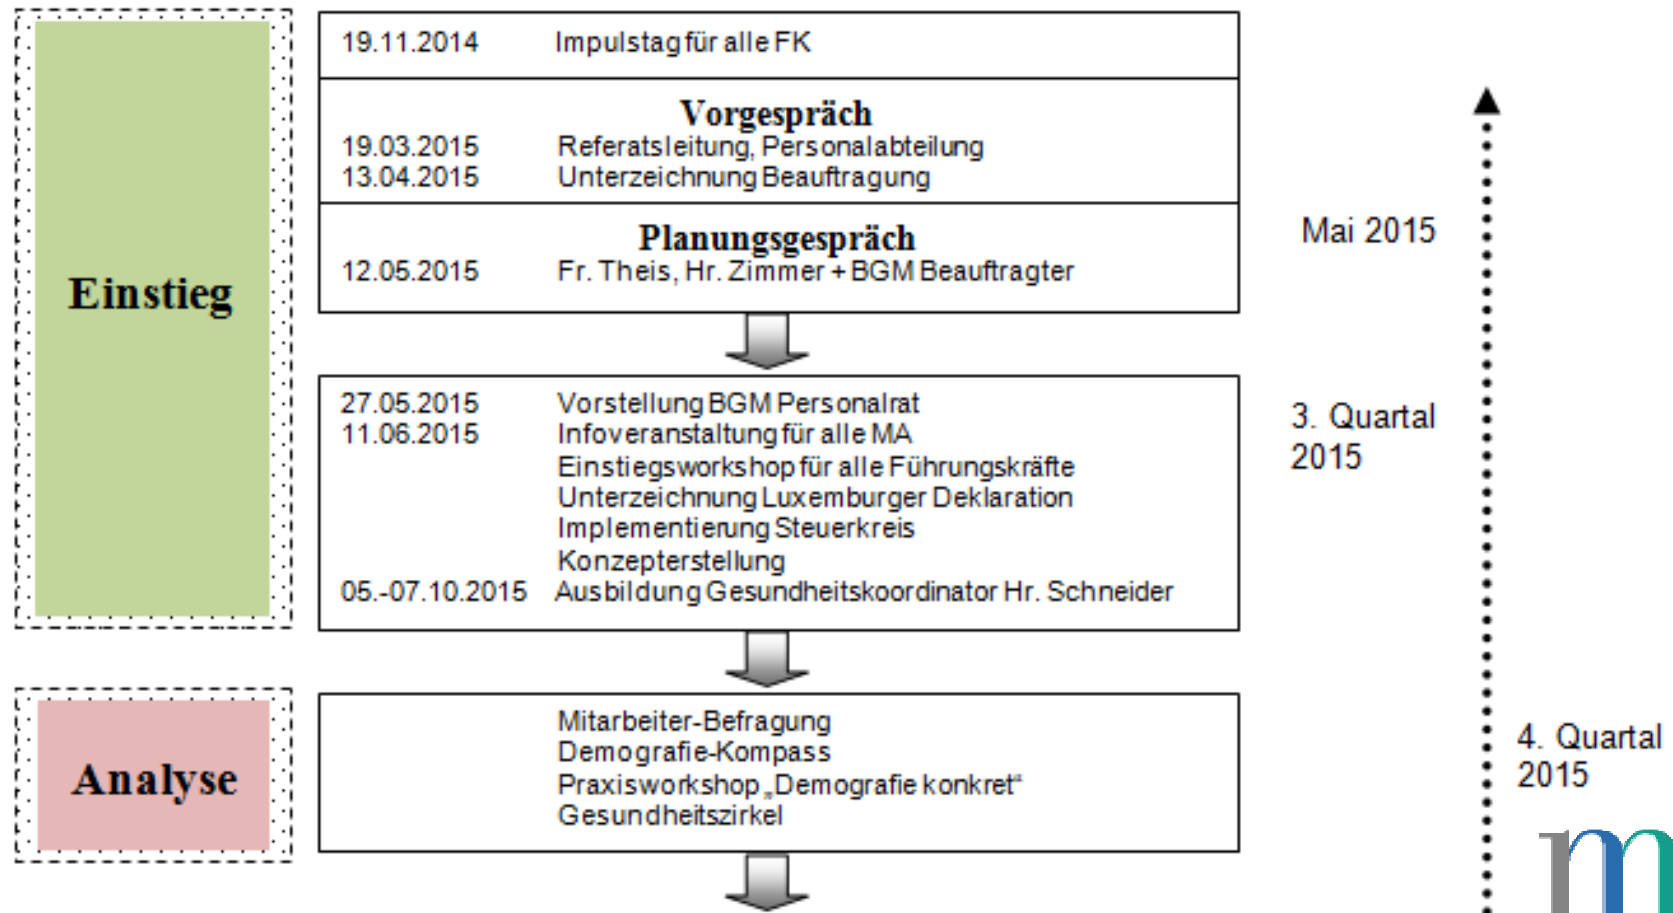 Einstieg
19.11.2014 Impulstag für alle FK
Vorgespräch
19.03.2015 Referatsleitung, Personalabteilung
13.04.2015 Unterzeichnung Beauftragung
Planungsgespräch
12.05.2015 Fr. Theis, Hr. Zimmer + BGM Beauftragter
Mai 2015
27.05.2015 Vorstellung BGM Personalrat
11.06.2015 Infoveranstaltung für alle MA
Einstiegsworkshop für alle Führungskräfte
Unterzeichnung Luxemburger Deklaration
Implementierung Steuerkreis
Konzepterstellung
05.-07.10.2015 Ausbildung Gesundheitskoordinator Hr. Schneider
3. Quartal
2015
Analyse
Mitarbeiter-Befragung
Demografie-Kompass
Praxisworkshop „Demografie konkret“
Gesundheitszirkel
4. Quartal
2015
m